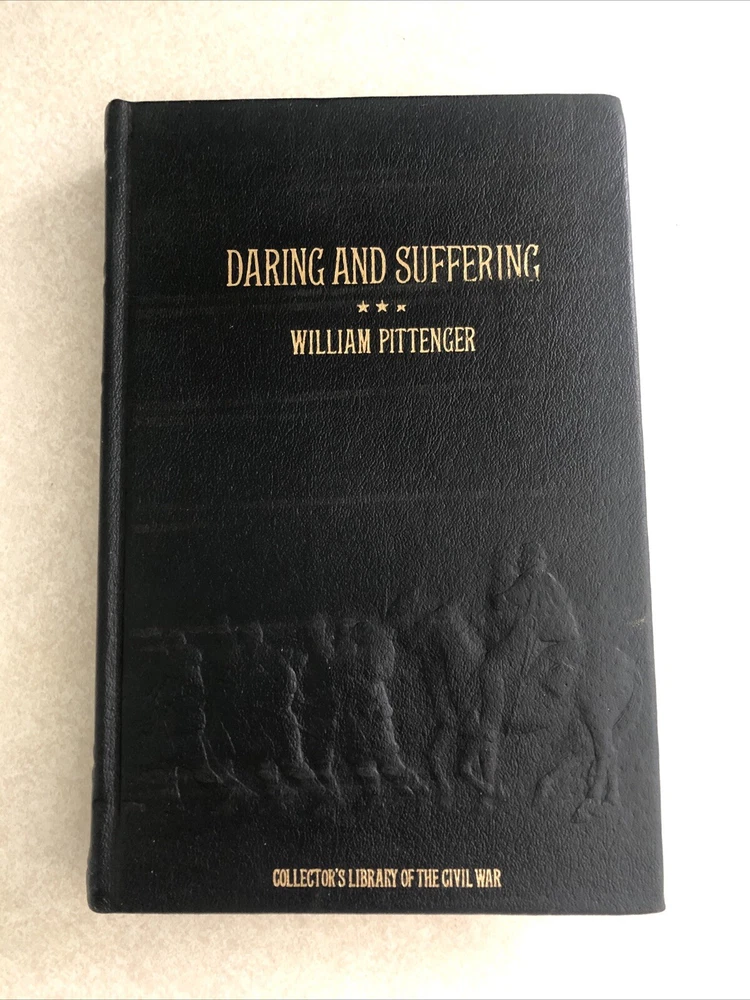 DARING AND SUFFERING
★★★
WILLIAM PITTENGER
COLLECTOR'S LIBRARY OF THE CIVIL WAR